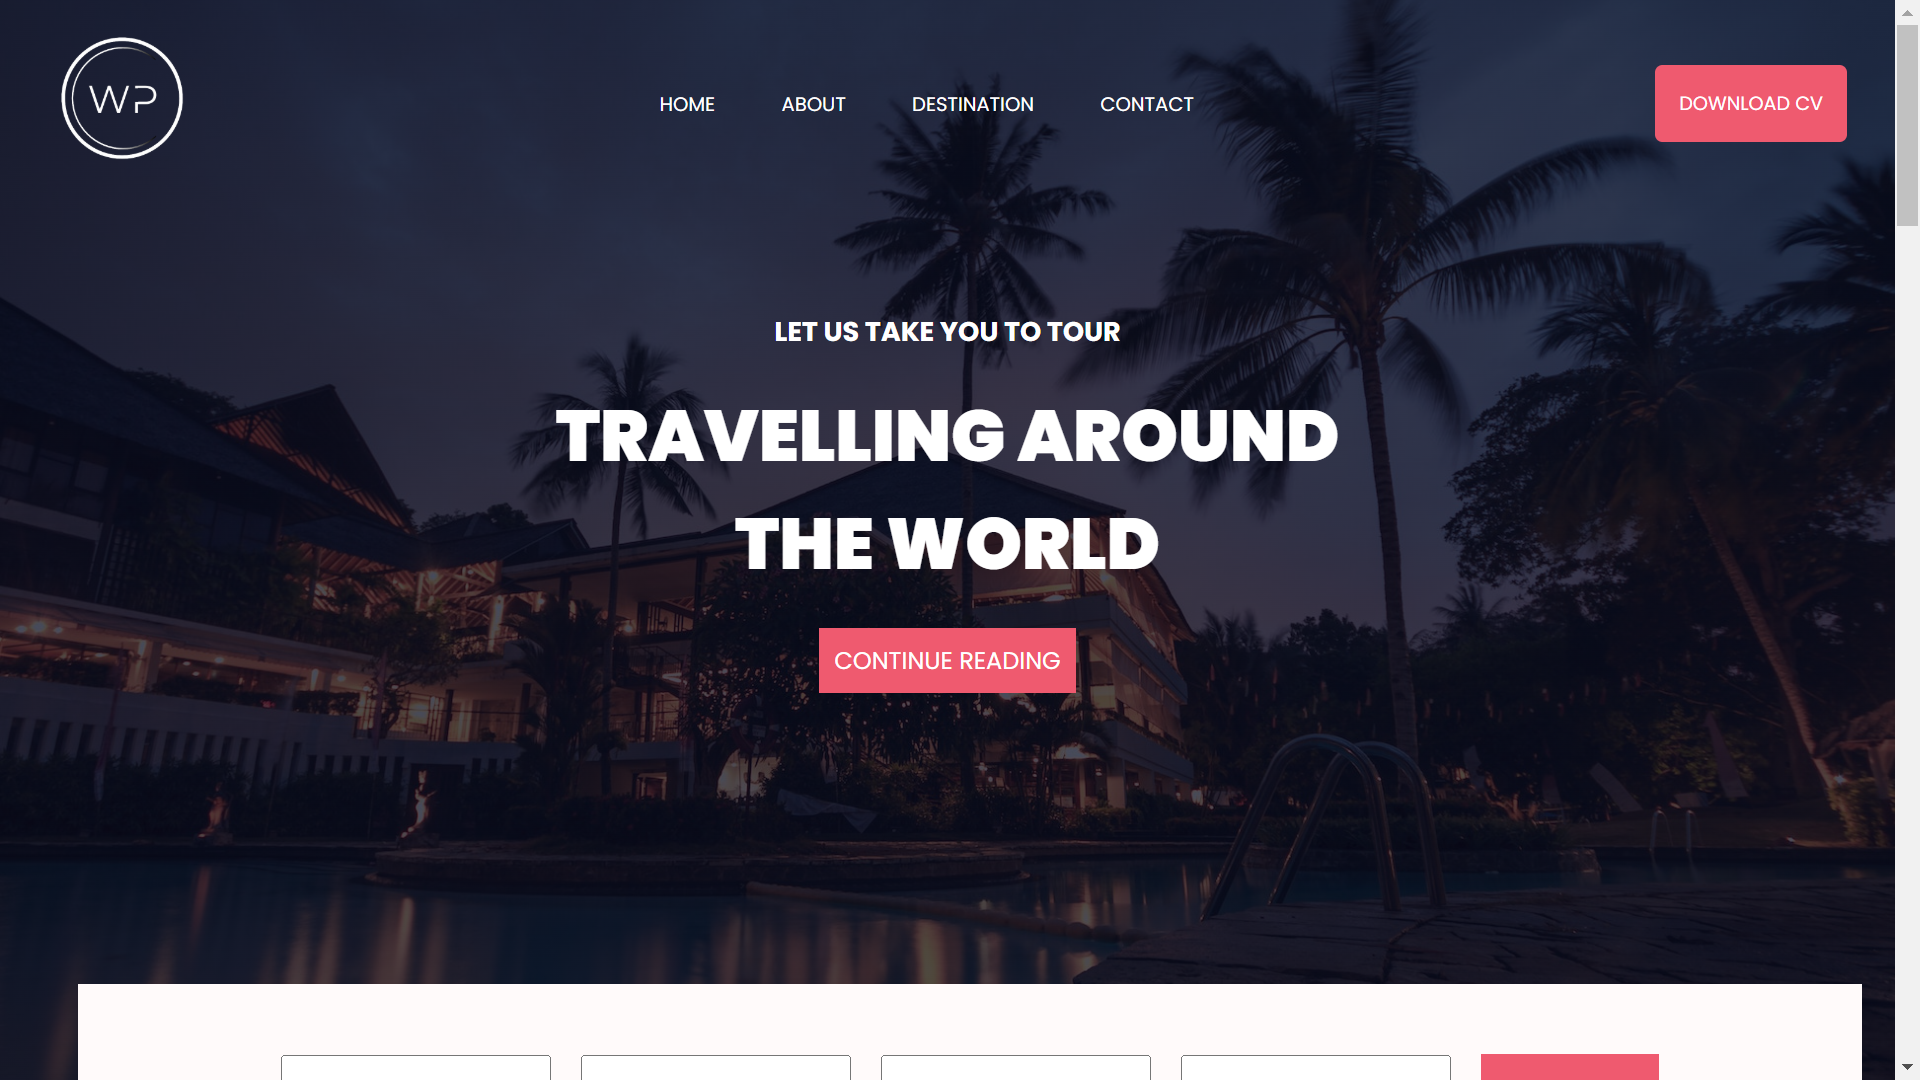 WP
HOME
ABOUT
DESTINATION
CONTACT
DOWNLOAD CV
LET US TAKE YOU TO TOUR
TRAVELLING AROUND
THE WORLD
CONTINUE READING